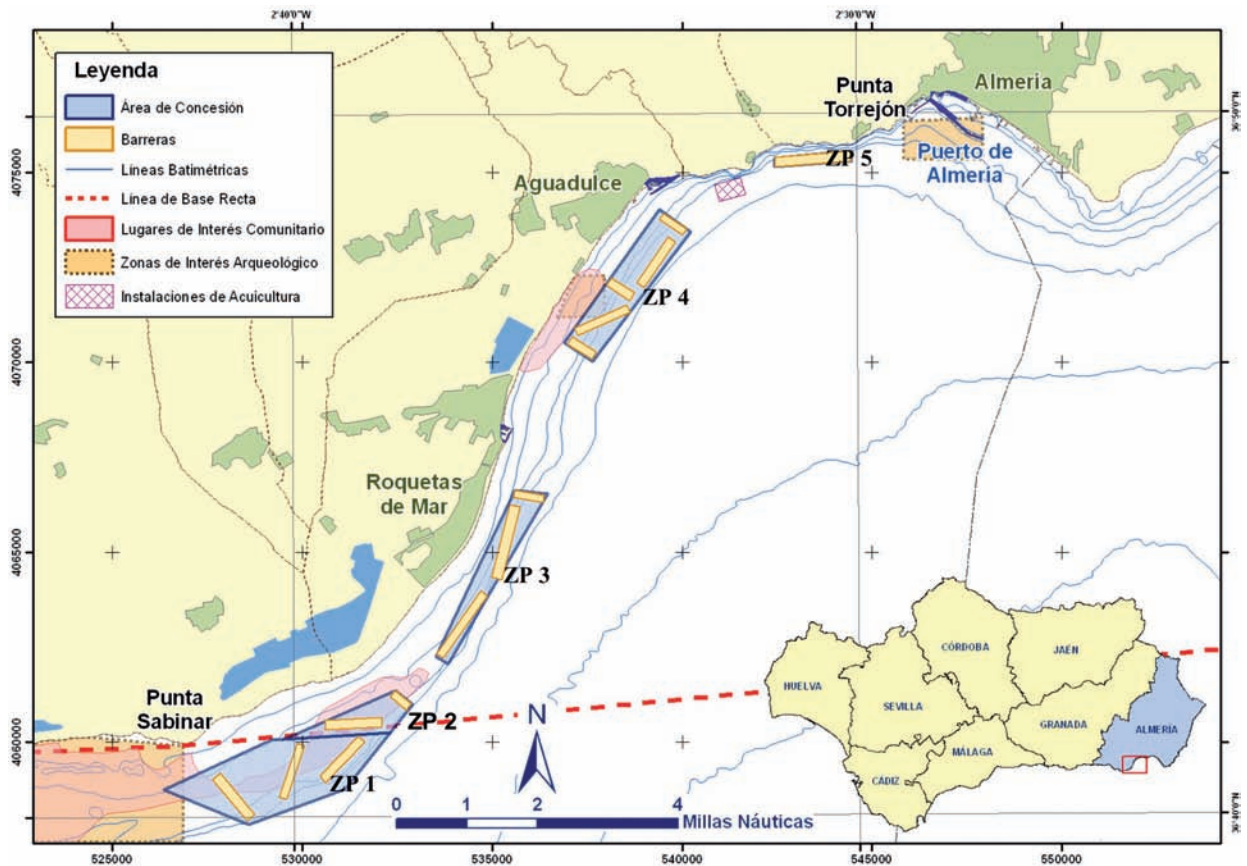 2°40'0"W
2°30'0"W
Leyenda
Área de Concesión
Barreras
Líneas Batimétricas
Línea de Base Recta
Lugares de Interés Comunitario
Zonas de Interés Arqueológico
Instalaciones de Acuicultura
Punta
Torrejón
Almeria
Puerto de
Almeria
ZP 5
Aguadulce
ZP 4
Roquetas
de Mar
ZP 3
Punta
Sabinar
ZP 2
ZP 1
N
0 1 2 4
Millas Náuticas
HUELVA
SEVILLA
CÓRDOBA
JAÉN
CÁDIZ
MÁLAGA
GRANADA
ALMERÍA
4075000
4070000
4065000
4060000
525000
530000
535000
540000
545000
550000